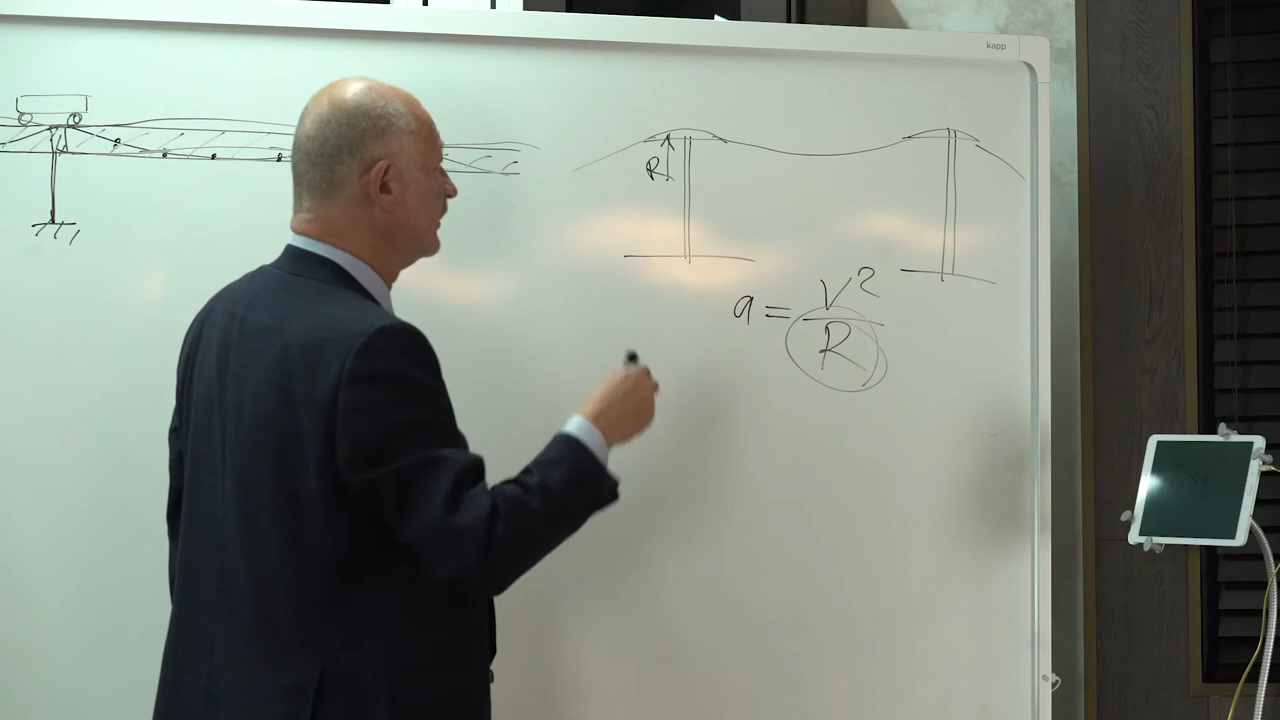 kapp
R
a = V²/R